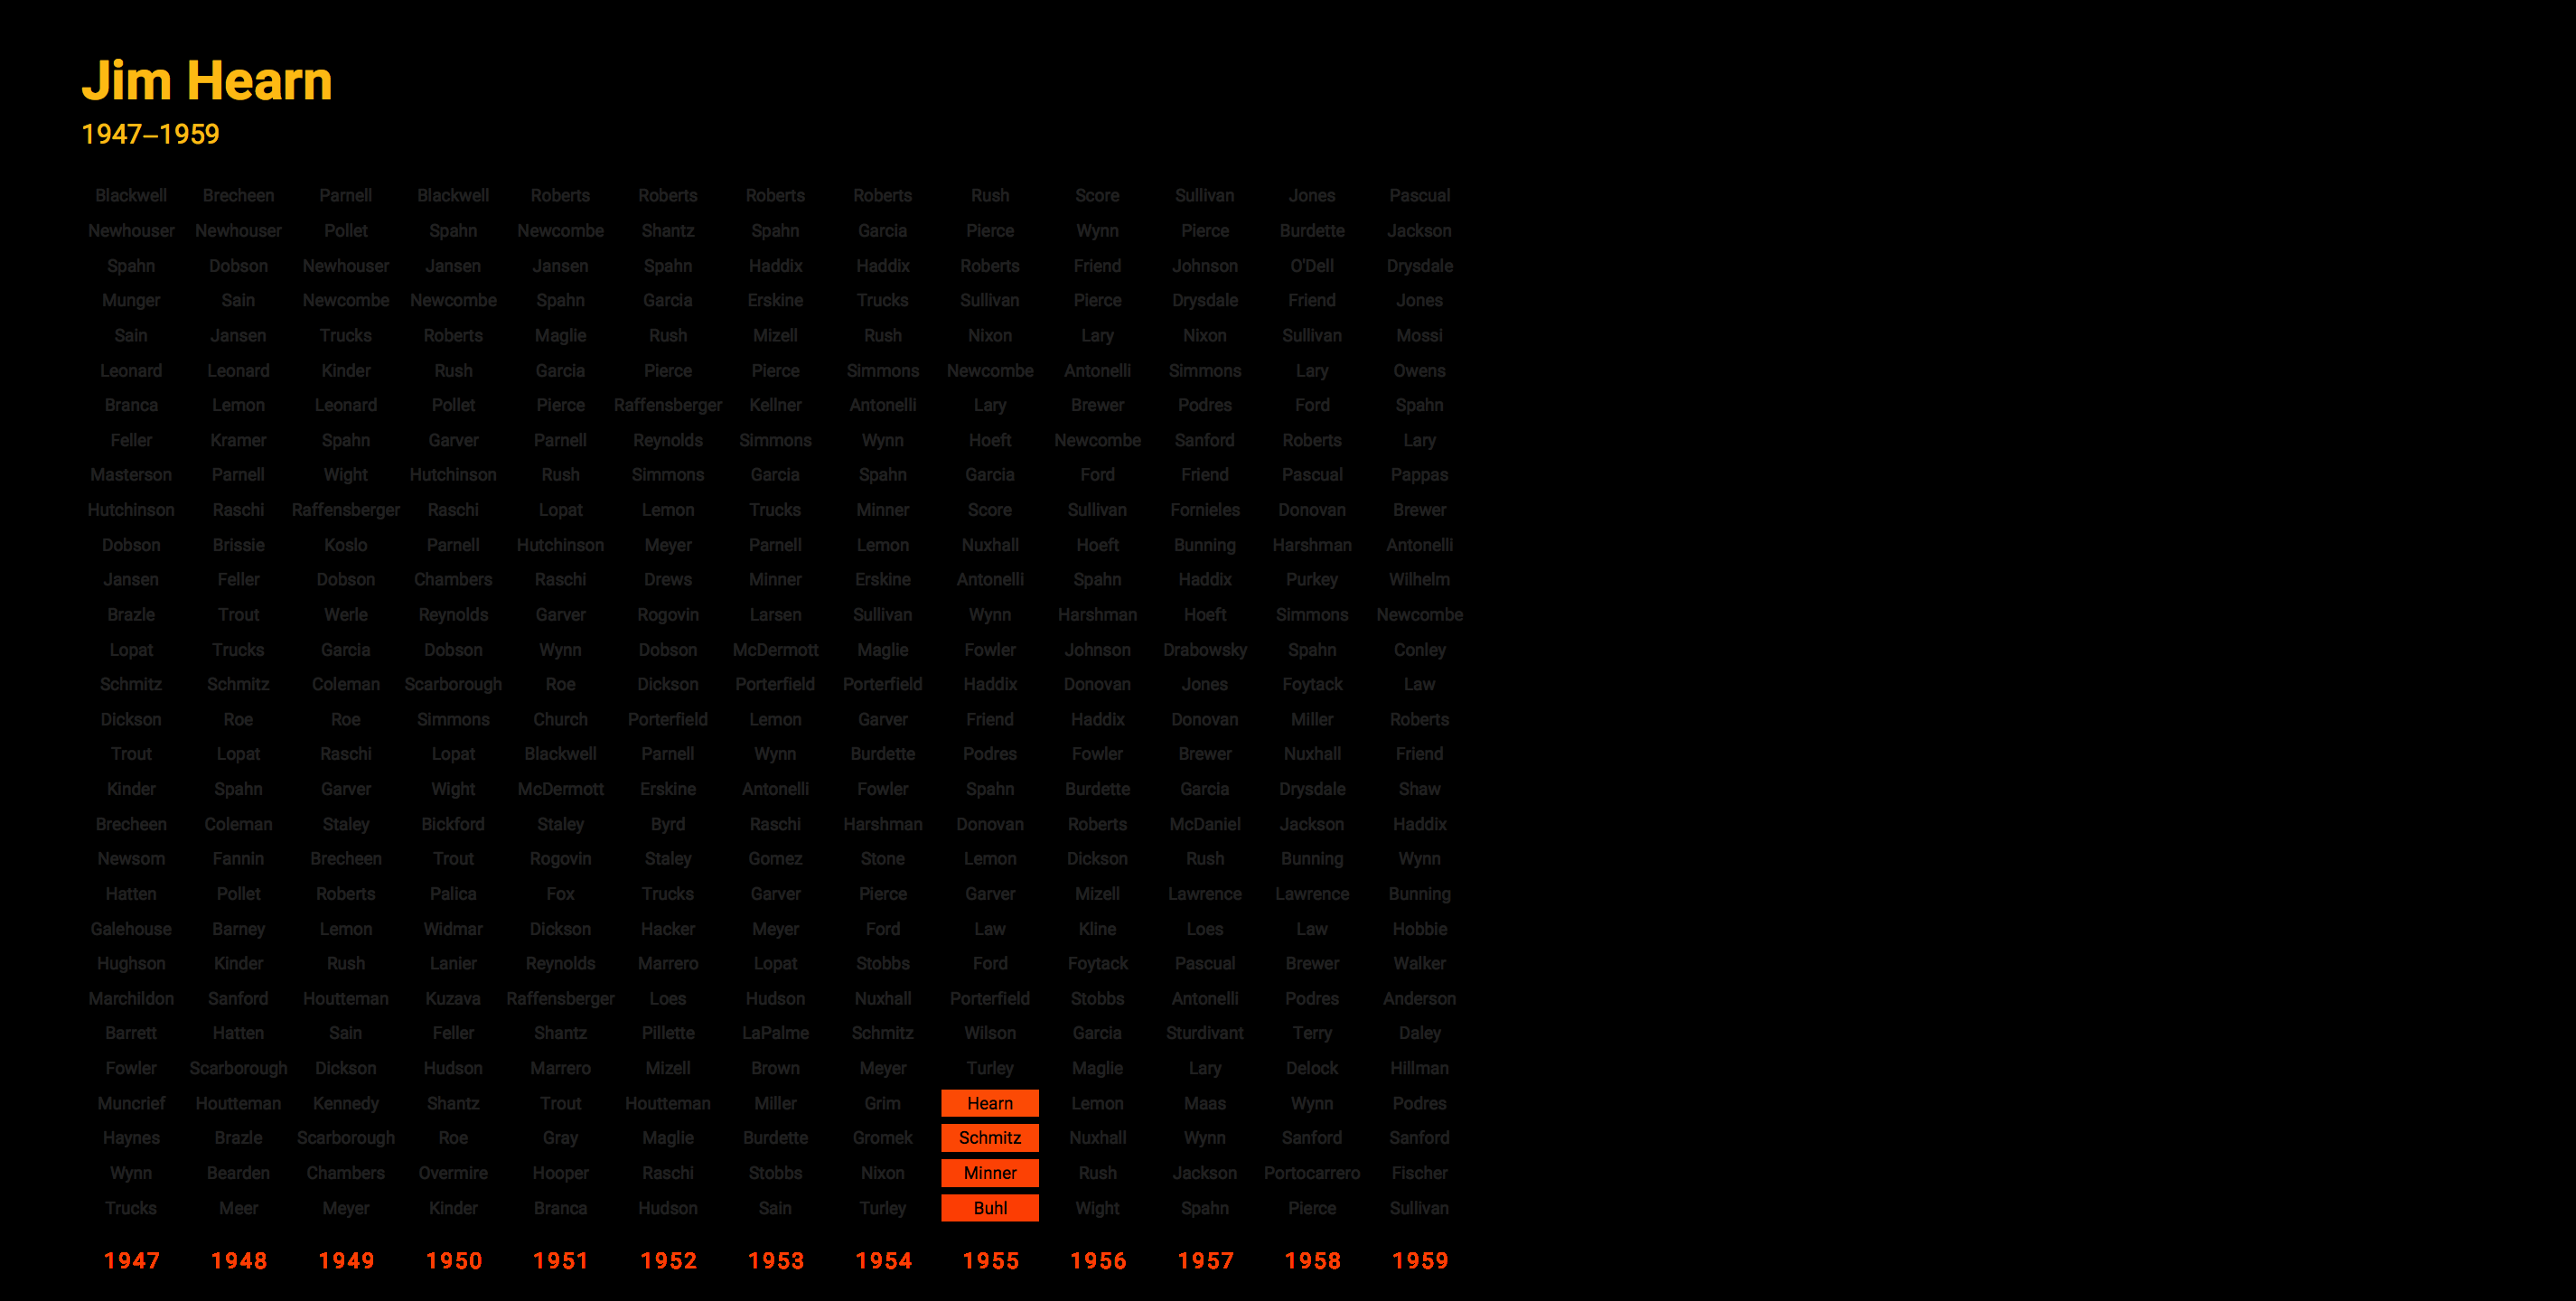 Jim Hearn
1947–1959
Blackwell Brecheen Parnell Blackwell Roberts Roberts Roberts Roberts Rush Score Sullivan Jones Pascual
Newhouser Newhouser Pollet Spahn Newcombe Shantz Spahn Garcia Pierce Wynn Pierce Burdette Jackson
Spahn Dobson Newhouser Jansen Jansen Spahn Haddix Haddix Roberts Friend Johnson O'Dell Drysdale
Munger Sain Newcombe Newcombe Spahn Garcia Erskine Trucks Sullivan Pierce Drysdale Friend Jones
Sain Jansen Trucks Roberts Maglie Rush Mizell Rush Nixon Lary Nixon Sullivan Mossi
Leonard Leonard Kinder Rush Garcia Pierce Pierce Simmons Newcombe Antonelli Simmons Lary Owens
Branca Lemon Leonard Pollet Pierce Raffensberger Kellner Antonelli Lary Brewer Podres Ford Spahn
Feller Kramer Spahn Garver Parnell Reynolds Simmons Wynn Hoeft Newcombe Sanford Roberts Lary
Masterson Parnell Wight Hutchinson Rush Simmons Garcia Spahn Garcia Ford Friend Pascual Pappas
Hutchinson Raschi Raffensberger Raschi Lopat Lemon Trucks Minner Score Sullivan Fornieles Donovan Brewer
Dobson Brissie Koslo Parnell Hutchinson Meyer Parnell Lemon Nuxhall Hoeft Bunning Harshman Antonelli
Jansen Feller Dobson Chambers Raschi Drews Minner Erskine Antonelli Spahn Haddix Purkey Wilhelm
Brazle Trout Werle Reynolds Garver Rogovin Larsen Sullivan Wynn Harshman Hoeft Simmons Newcombe
Lopat Trucks Garcia Dobson Wynn Dobson McDermott Maglie Fowler Johnson Drabowsky Spahn Conley
Schmitz Schmitz Coleman Scarborough Roe Dickson Porterfield Porterfield Haddix Donovan Jones Foytack Law
Dickson Roe Roe Simmons Church Porterfield Lemon Garver Friend Haddix Donovan Miller Roberts
Trout Lopat Raschi Lopat Blackwell Parnell Wynn Burdette Podres Fowler Brewer Nuxhall Friend
Kinder Spahn Garver Wight McDermott Erskine Antonelli Fowler Spahn Burdette Garcia Drysdale Shaw
Brecheen Coleman Staley Bickford Staley Byrd Raschi Harshman Donovan Roberts McDaniel Jackson Haddix
Newsom Fannin Brecheen Trout Rogovin Staley Gomez Stone Lemon Dickson Rush Bunning Wynn
Hatten Pollet Roberts Palica Fox Trucks Garver Pierce Garver Mizell Lawrence Lawrence Bunning
Galehouse Barney Lemon Widmar Dickson Hacker Meyer Ford Law Kline Loes Law Hobbie
Hughson Kinder Rush Lanier Reynolds Marrero Lopat Stobbs Ford Foytack Pascual Brewer Walker
Marchildon Sanford Houtteman Kuzava Raffensberger Loes Hudson Nuxhall Porterfield Stobbs Antonelli Podres Anderson
Barrett Hatten Sain Feller Shantz Pillette LaPalme Schmitz Wilson Garcia Sturdivant Terry Daley
Fowler Scarborough Dickson Hudson Marrero Mizell Brown Meyer Turley Maglie Lary Delock Hillman
Muncrief Houtteman Kennedy Shantz Trout Houtteman Miller Grim Hearn Lemon Maas Wynn Podres
Haynes Brazle Scarborough Roe Gray Maglie Burdette Gromek Schmitz Nuxhall Wynn Sanford Sanford
Wynn Bearden Chambers Overmire Hooper Raschi Stobbs Nixon Minner Rush Jackson Portocarrero Fischer
Trucks Meer Meyer Kinder Branca Hudson Sain Turley Buhl Wight Spahn Pierce Sullivan
1947 1948 1949 1950 1951 1952 1953 1954 1955 1956 1957 1958 1959